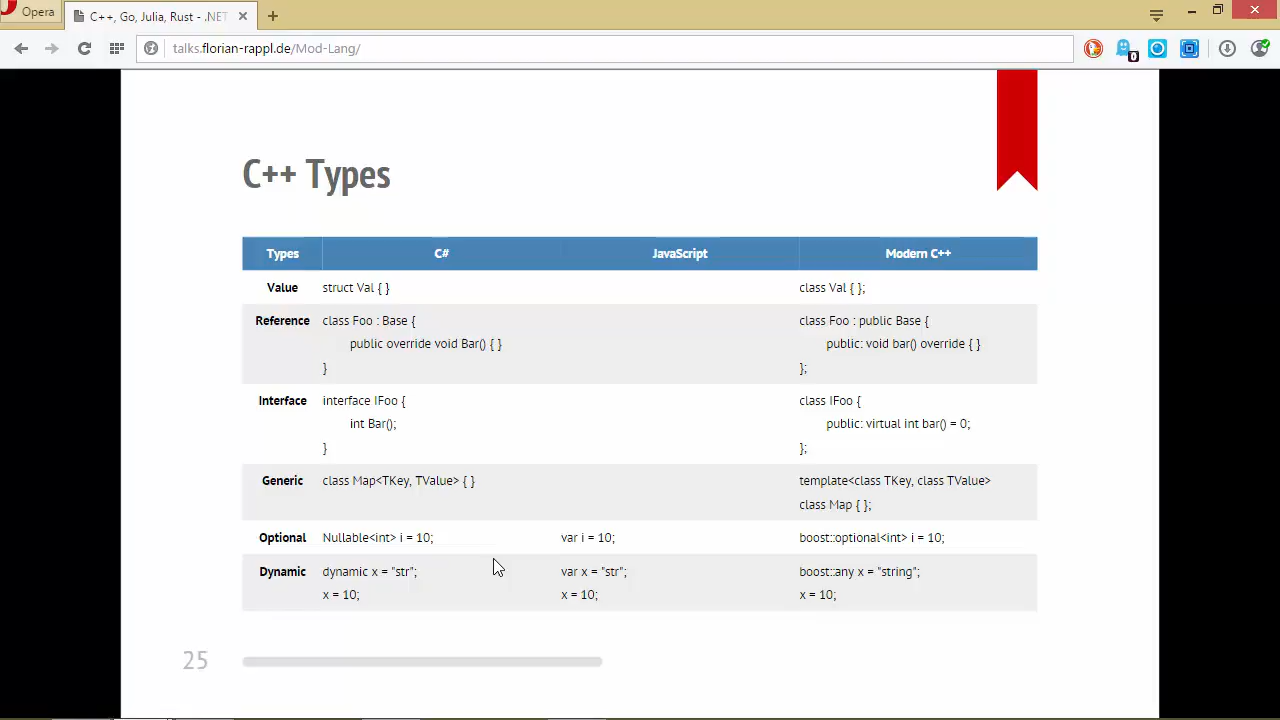 Opera
C++, Go, Julia, Rust - .NET
talks.florian-rappl.de/Mod-Lang/
0
C++ Types
Types C# JavaScript Modern C++
Value struct Val { } class Val { };
Reference class Foo : Base { class Foo : public Base {
public override void Bar() { } public: void bar() override { }
} };
Interface interface IFoo { class IFoo {
int Bar(); public: virtual int bar() = 0;
} };
Generic class Map<TKey, TValue> { } template<class TKey, class TValue>
class Map { };
Optional Nullable<int> i = 10; var i = 10; boost::optional<int> i = 10;
Dynamic dynamic x = "str"; var x = "str"; boost::any x = "string";
x = 10; x = 10; x = 10;
25